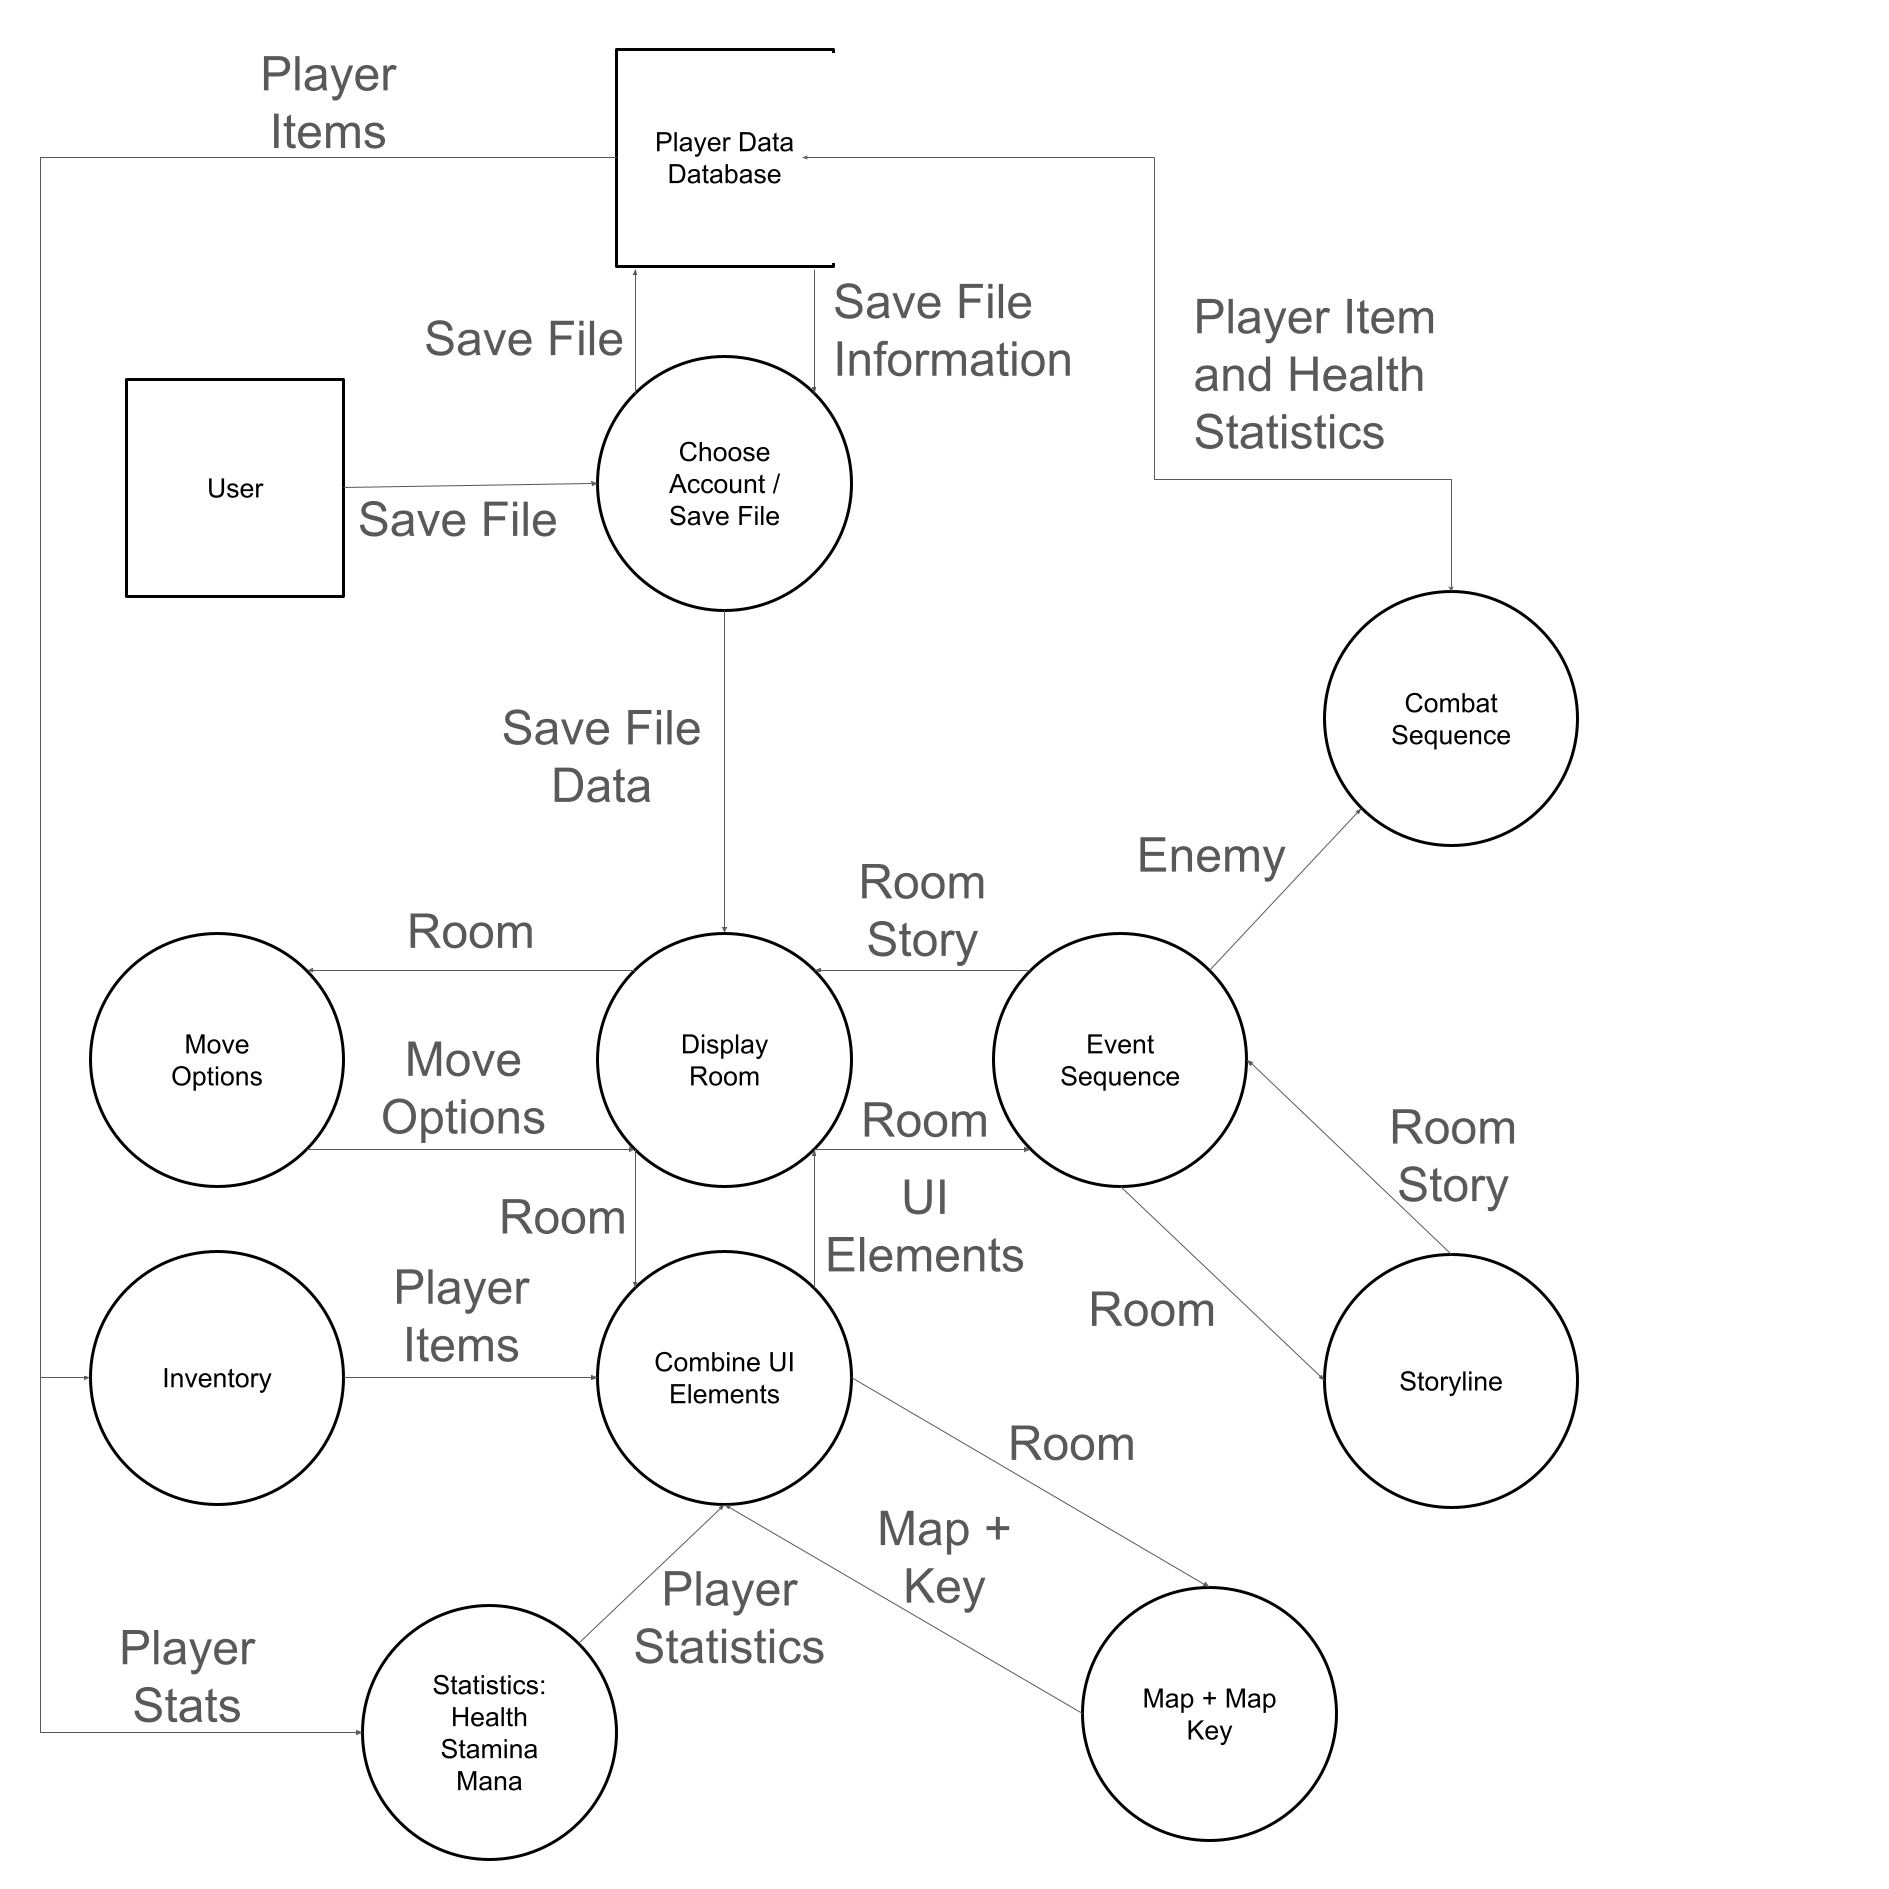 Player
Items
Player Data
Database
Save File
Save File
Information
Player Item
and Health
Statistics
User
Save File
Choose
Account /
Save File
Save File
Data
Combat
Sequence
Enemy
Room
Room
Story
Move
Options
Move
Options
Display
Room
Room
Event
Sequence
Room
Story
Room
UI
Elements
Inventory
Player
Items
Combine UI
Elements
Room
Storyline
Room
Map +
Key
Player
Statistics
Player
Stats
Statistics:
Health
Stamina
Mana
Map + Map
Key